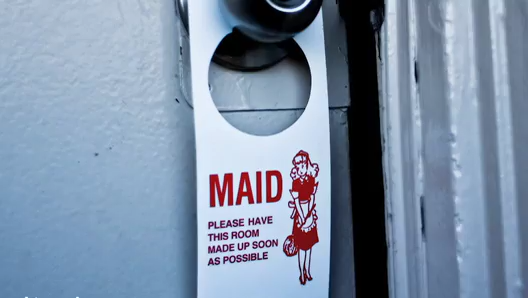 MAID
PLEASE HAVE
THIS ROOM
MADE UP SOON
AS POSSIBLE